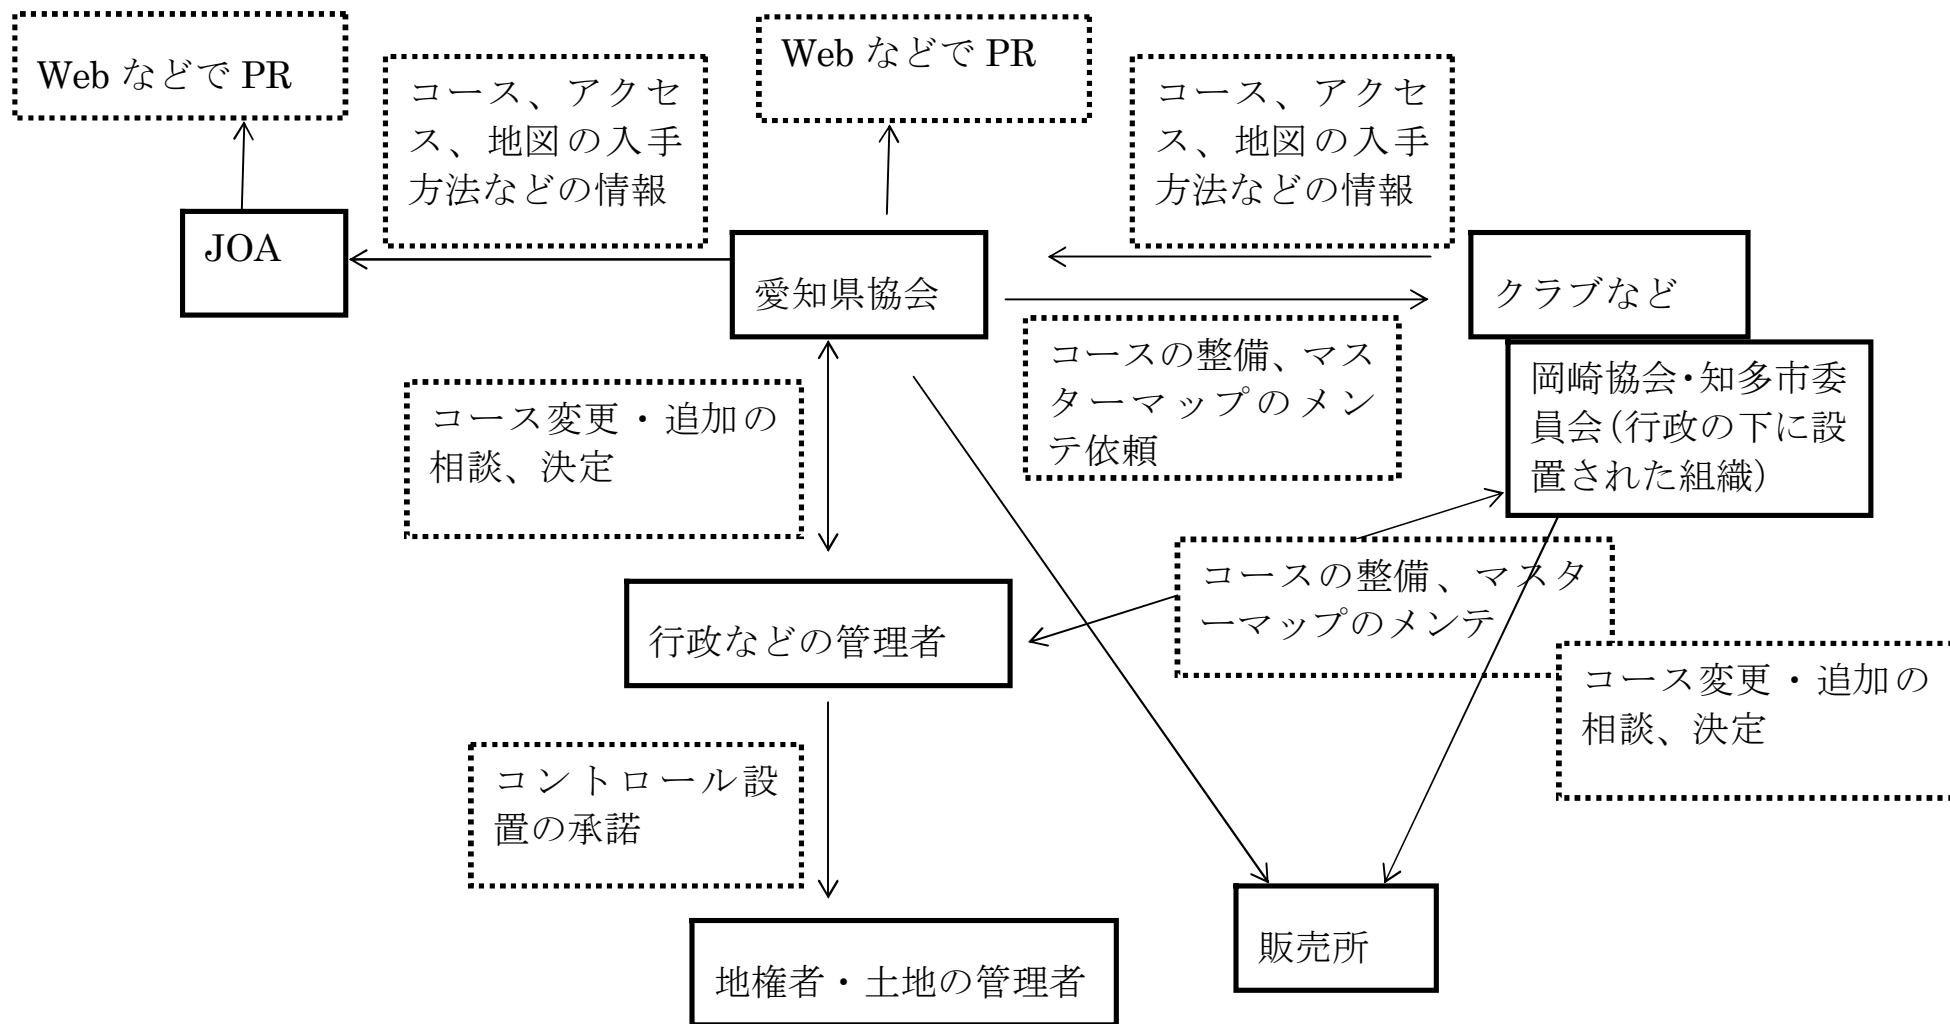 Web などで PR
Web などで PR
コース、アクセ
ス、地図の入手
方法などの情報
コース、アクセ
ス、地図の入手
方法などの情報
JOA
愛知県協会
クラブなど
コースの整備、マス
ターマップのメン
テ依頼
岡崎協会・知多市委
員会(行政の下に設
置された組織)
コース変更・追加の
相談、決定
コースの整備、マスタ
ーマップのメンテ
行政などの管理者
コース変更・追加の
相談、決定
コントロール設
置の承諾
販売所
地権者・土地の管理者